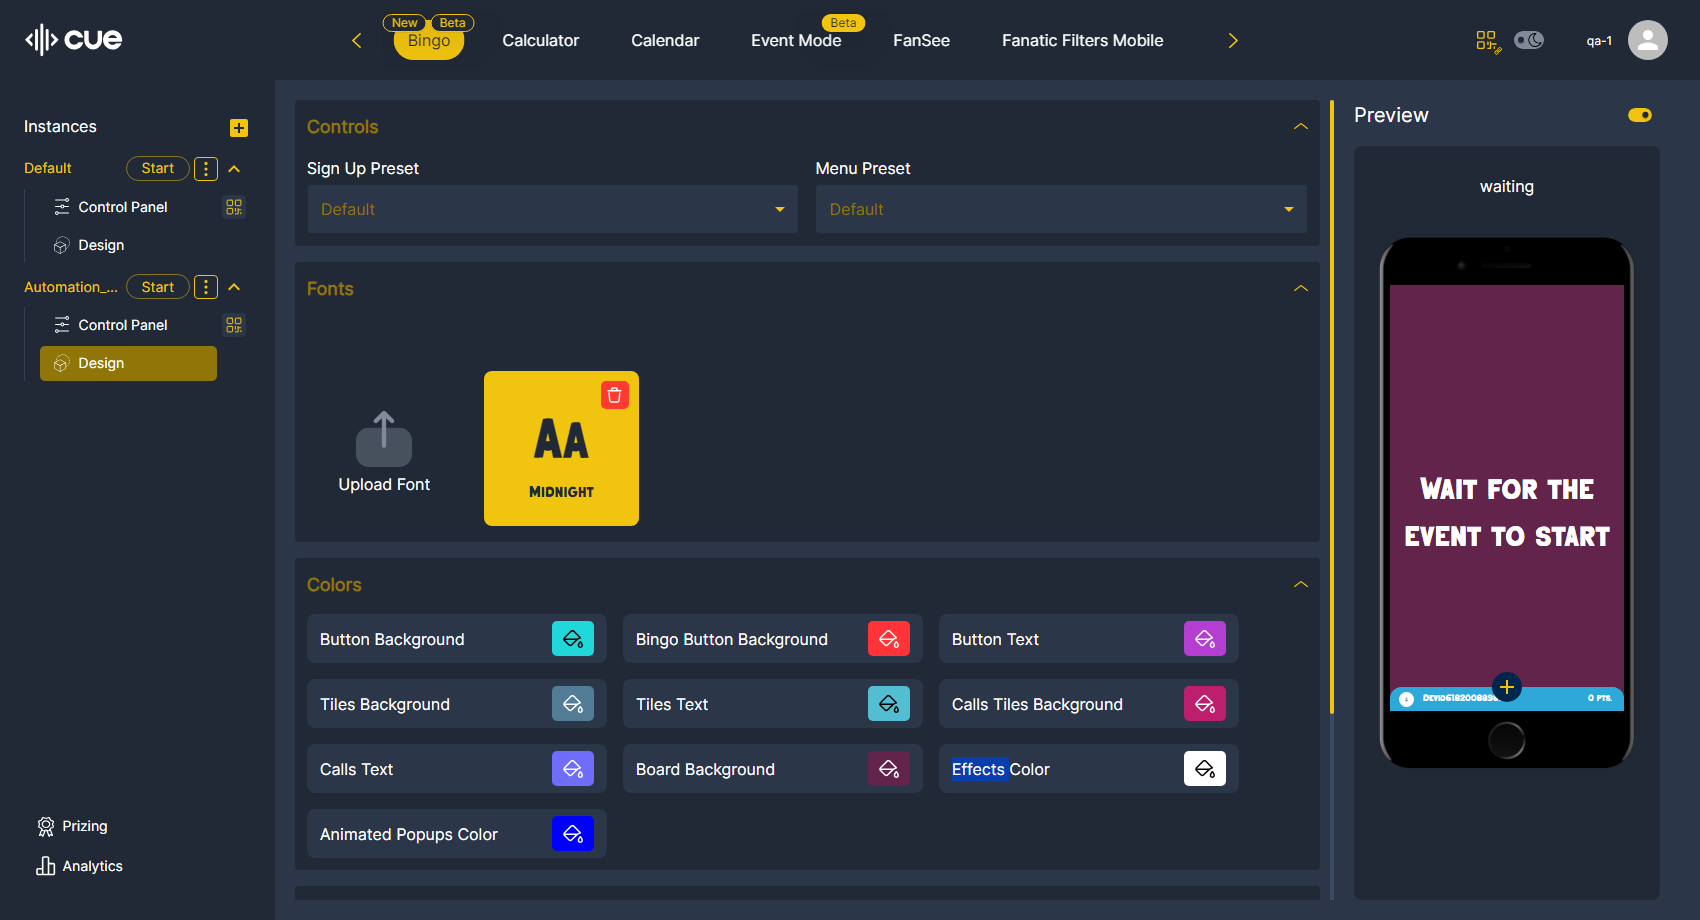 cue
New
Beta
Bingo
Calculator
Calendar
Beta
Event Mode
FanSee
Fanatic Filters Mobile
qa-1
Instances
Default
Start
Control Panel
Design
Automation_...
Start
Control Panel
Design
Prizing
Analytics
Controls
Sign Up Preset
Menu Preset
Default
Default
Fonts
Upload Font
AA
MIDNIGHT
Colors
Button Background
Bingo Button Background
Button Text
Tiles Background
Tiles Text
Calls Tiles Background
Calls Text
Board Background
Effects Color
Animated Popups Color
Preview
waiting
WAIT FOR THE
EVENT TO START
0 PTS.